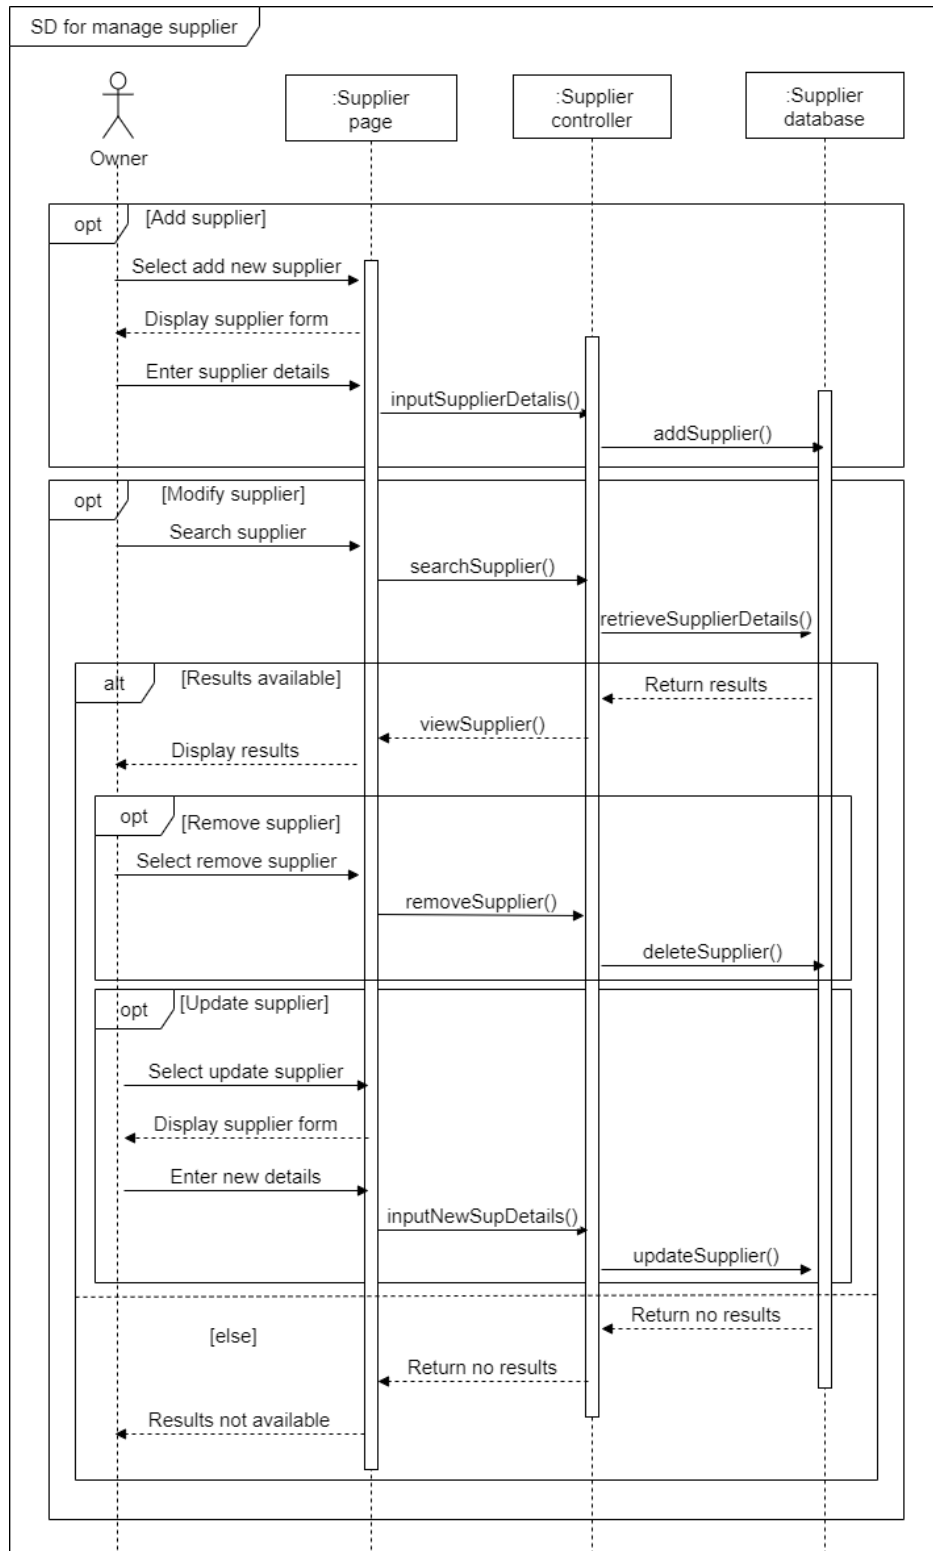 SD for manage supplier
:Supplier
page
:Supplier
controller
:Supplier
database
Owner
opt
[Add supplier]
Select add new supplier
Display supplier form
Enter supplier details
inputSupplierDetalis()
addSupplier()
opt
[Modify supplier]
Search supplier
searchSupplier()
retrieveSupplierDetails()
alt
[Results available]
Return results
viewSupplier()
Display results
opt
[Remove supplier]
Select remove supplier
removeSupplier()
deleteSupplier()
opt
[Update supplier]
Select update supplier
Display supplier form
Enter new details
inputNewSupDetails()
updateSupplier()
Return no results
[else]
Return no results
Results not available